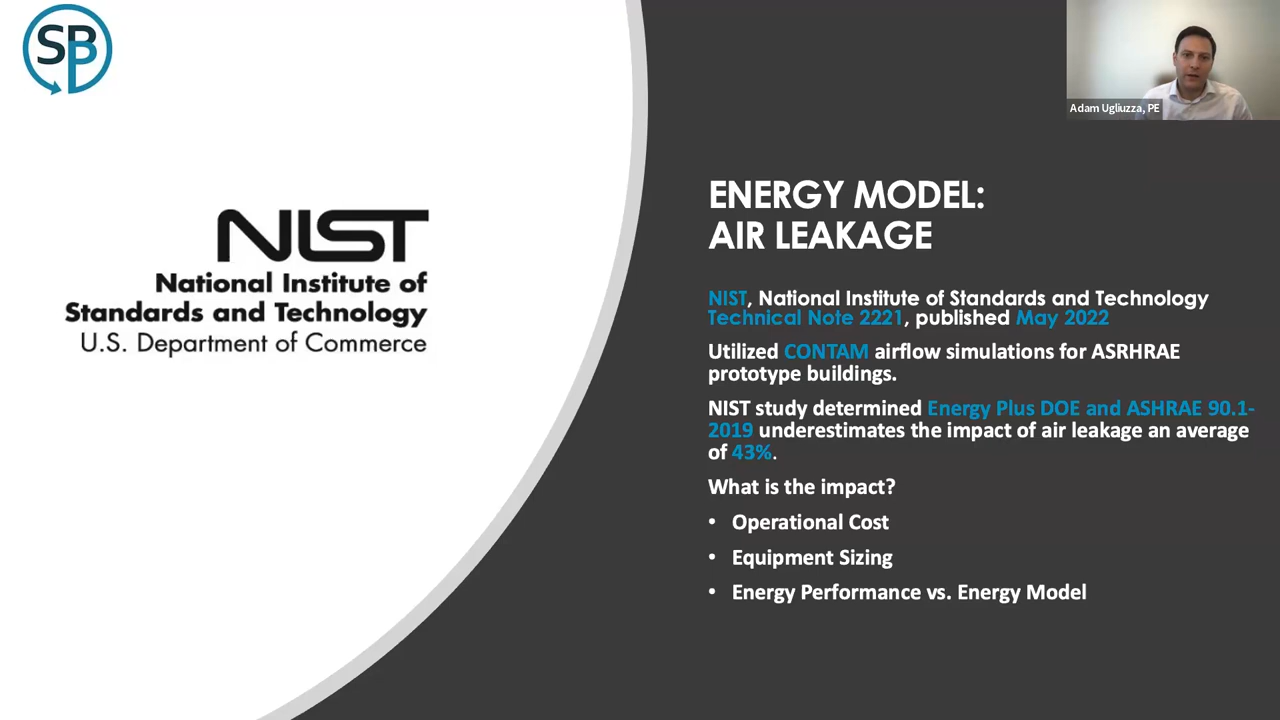 SPB
Adam Ugliuzza, PE
NIST
National Institute of
Standards and Technology
U.S. Department of Commerce
ENERGY MODEL:
AIR LEAKAGE
NIST, National Institute of Standards and Technology
Technical Note 2221, published May 2022
Utilized CONTAM airflow simulations for ASRHRAE
prototype buildings.
NIST study determined Energy Plus DOE and ASHRAE 90.1-
2019 underestimates the impact of air leakage an average
of 43%.
What is the impact?
• Operational Cost
• Equipment Sizing
• Energy Performance vs. Energy Model